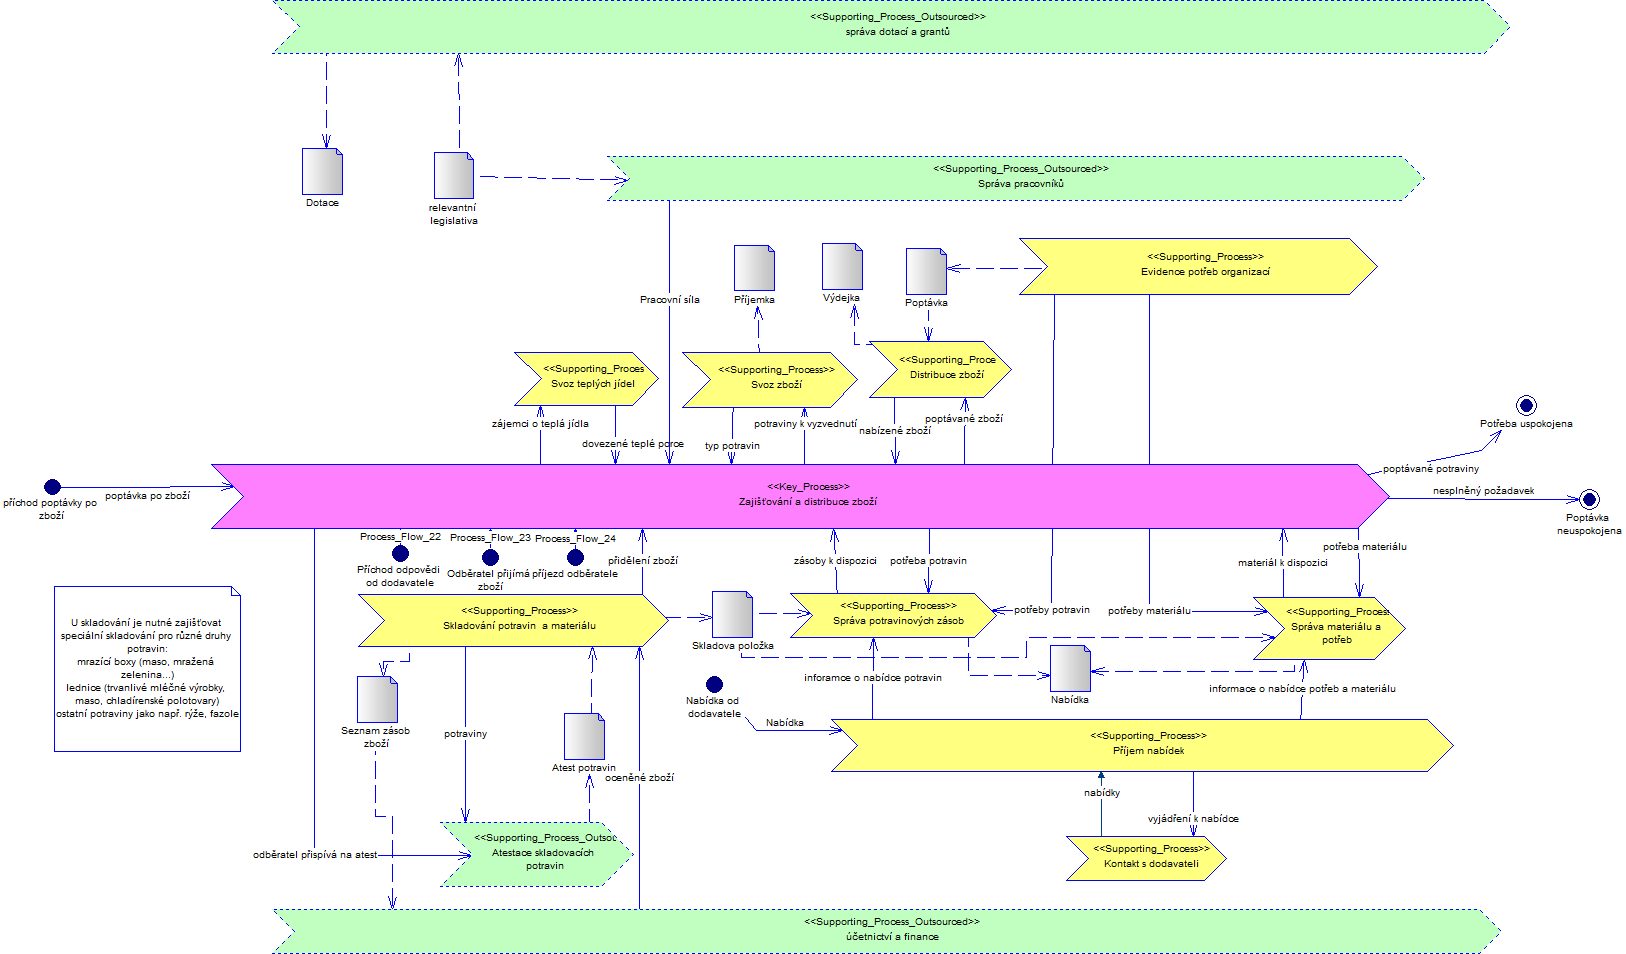 <<Supporting_Process_Outsourced>>
správa dotací a grantů
Dotace
relevantní
legislativa
<<Supporting_Process_Outsourced>>
Správa pracovníků
Pracovní síla
Příjemka
Výdejka
Poptávka
<<Supporting_Process>>
Evidence potřeb organizací
<<Supporting_Proces
Svoz teplých jídel
<<Supporting_Process>>
Svoz zboží
<<Supporting_Proce
Distribuce zboží
zájemci o teplá jídla
dovezené teplé porce
typ potravin
potraviny k vyzvednutí
nabízené zboží
poptávané zboží
Potřeba uspokojena
poptávané potraviny
příchod poptávky po
zboží
poptávka po zboží
<<Key_Process>>
Zajišťování a distribuce zboží
nesplněný požadavek
Poptávka
neuspokojena
Process_Flow_22
Process_Flow_23
Process_Flow_24
Příchod odpovědi
od dodavatele
Odběratel přijímá
zboží
příjezd odběratele
přidělení zboží
zásoby k dispozici
potřeba potravin
materiál k dispozici
potřeba materiálu
U skladování je nutné zajišťovat
speciální skladování pro různé druhy
potravin:
mrazící boxy (maso, mražená
zelenina...)
lednice (trvanlivé mléčné výrobky,
maso, chladírenské polotovary)
ostatní potraviny jako např. rýže, fazole
<<Supporting_Process>>
Skladování potravin  a materiálu
Skladova položka
<<Supporting_Process>>
Správa potravinových zásob
potřeby potravin
potřeby materiálu
<<Supporting_Process
Správa materiálu a
potřeb
Seznam zásob
zboží
potraviny
Atest potravin
oceněné zboží
Nabídka od
dodavatele
Nabídka
inforamce o nabídce potravin
Nabídka
informace o nabídce potřeb a materiálu
<<Supporting_Process>>
Příjem nabídek
nabídky
vyjádření k nabídce
<<Supporting_Process>>
Kontakt s dodavateli
odběratel přispívá na atest
<<Supporting_Process_Outsou
Atestace skladovacích
potravin
<<Supporting_Process_Outsourced>>
účetnictví a finance